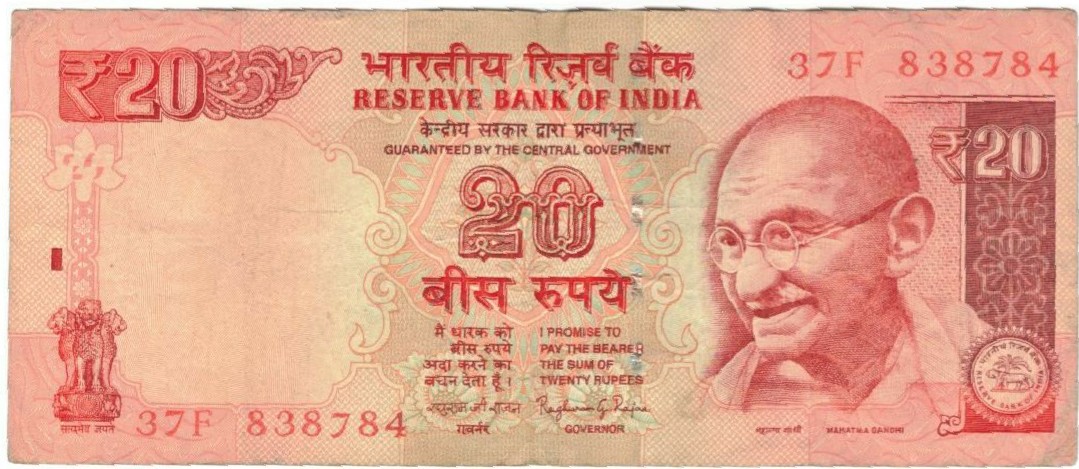 ₹20
भारतीय रिज़र्व बैंक
RESERVE BANK OF INDIA
37F 838784
केन्द्रीय सरकार द्वारा प्रत्याभूत
GUARANTEED BY THE CENTRAL GOVERNMENT
₹20
20
बीस रुपये
मैं धारक को
बीस रुपये
अदा करने का
वचन देता हूँ।
I PROMISE TO
PAY THE BEARER
THE SUM OF
TWENTY RUPEES
रघुराम जी राजन
Raghuram G. Rajan
गवर्नर
GOVERNOR
सत्यमेव जयते
37F 838784
महात्मा गांधी
MAHATMA GANDHI
भारतीय रिज़र्व बैंक
RESERVE BANK OF INDIA